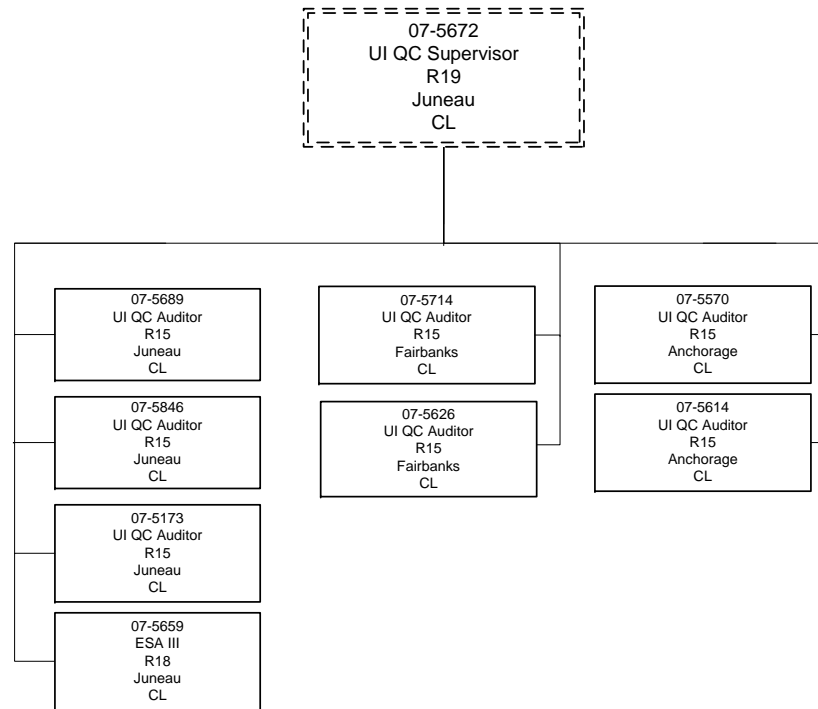 07-5672
UI QC Supervisor
R19
Juneau
CL
07-5689
UI QC Auditor
R15
Juneau
CL
07-5846
UI QC Auditor
R15
Juneau
CL
07-5173
UI QC Auditor
R15
Juneau
CL
07-5659
ESA III
R18
Juneau
CL
07-5714
UI QC Auditor
R15
Fairbanks
CL
07-5626
UI QC Auditor
R15
Fairbanks
CL
07-5570
UI QC Auditor
R15
Anchorage
CL
07-5614
UI QC Auditor
R15
Anchorage
CL